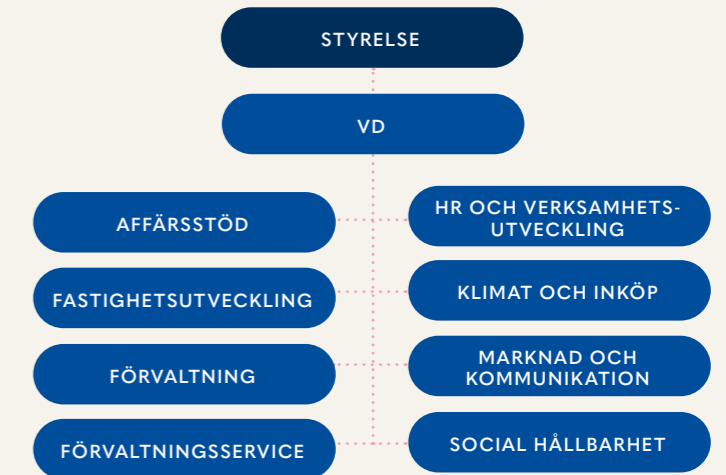 STYRELSE
VD
AFFÄRSSTÖD
HR OCH VERKSAMHETS-
UTVECKLING
FASTIGHETSUTVECKLING
KLIMAT OCH INKÖP
FÖRVALTNING
MARKNAD OCH
KOMMUNIKATION
FÖRVALTNINGSSERVICE
SOCIAL HÅLLBARHET